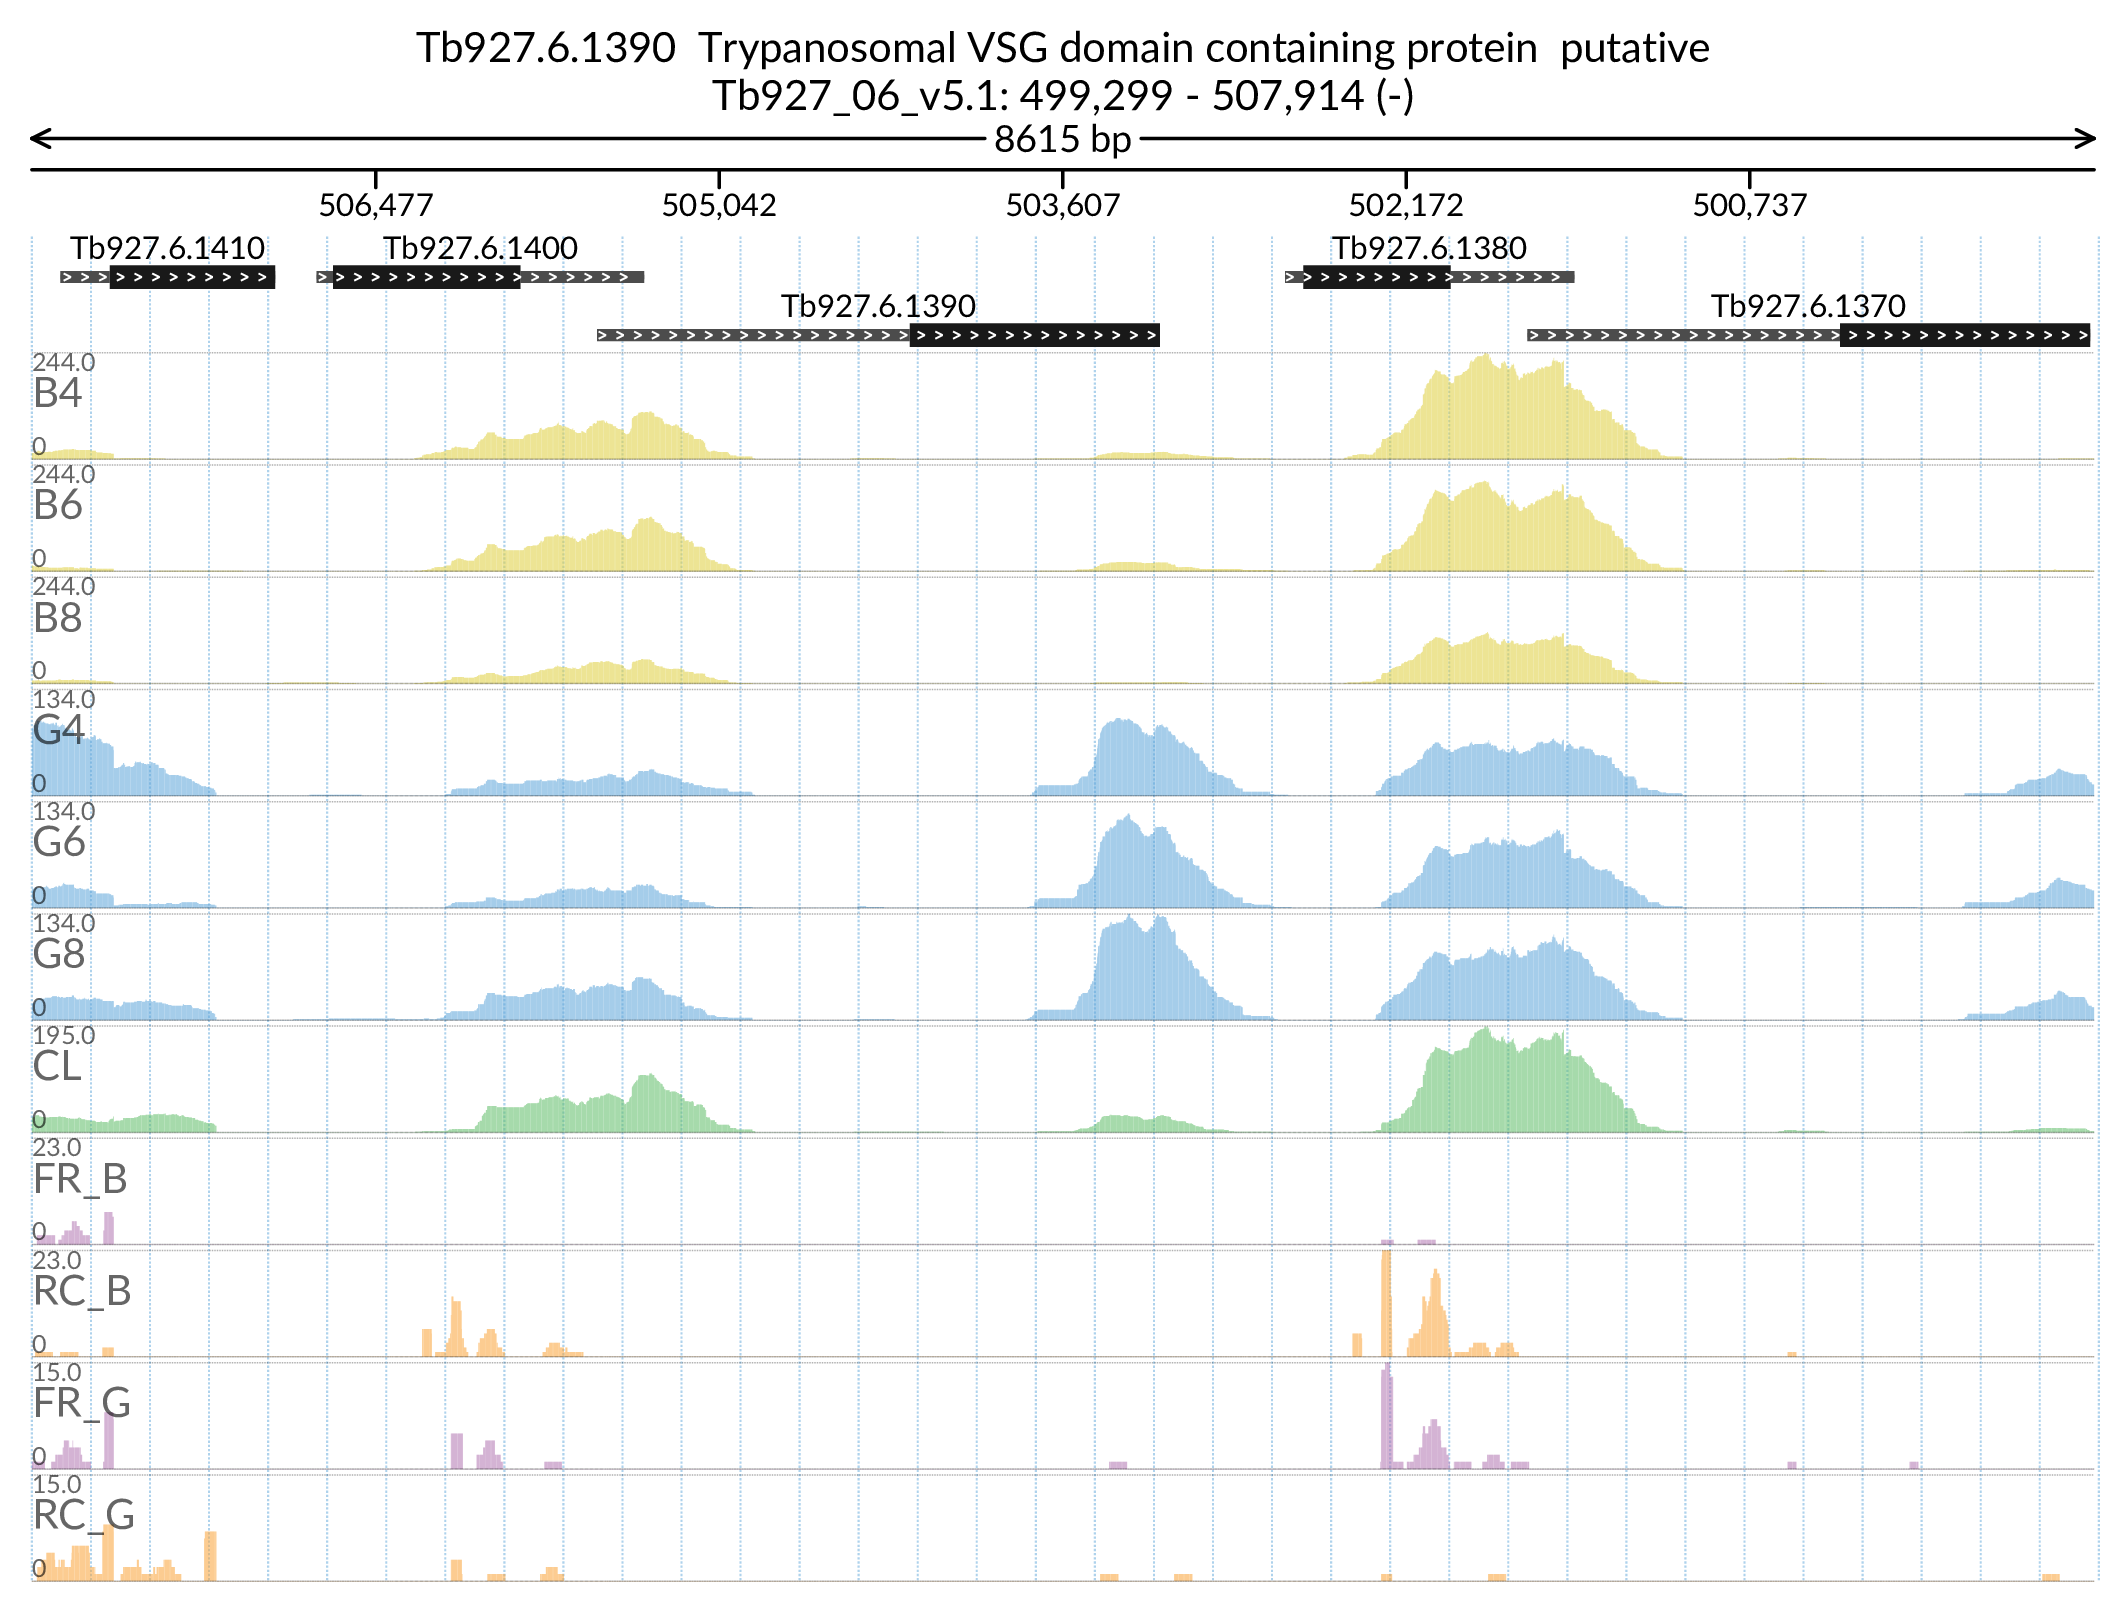 Tb927.6.1390  Trypanosomal VSG domain containing protein  putative
Tb927_06_v5.1: 499,299 - 507,914 (-)
8615 bp
506,477 505,042 503,607 502,172 500,737
Tb927.6.1410 Tb927.6.1400 Tb927.6.1380
Tb927.6.1390 Tb927.6.1370
244.0
B4
0
244.0
B6
0
244.0
B8
0
134.0
G4
0
134.0
G6
0
134.0
G8
0
195.0
CL
0
23.0
FR_B
0
23.0
RC_B
0
15.0
FR_G
0
15.0
RC_G
0